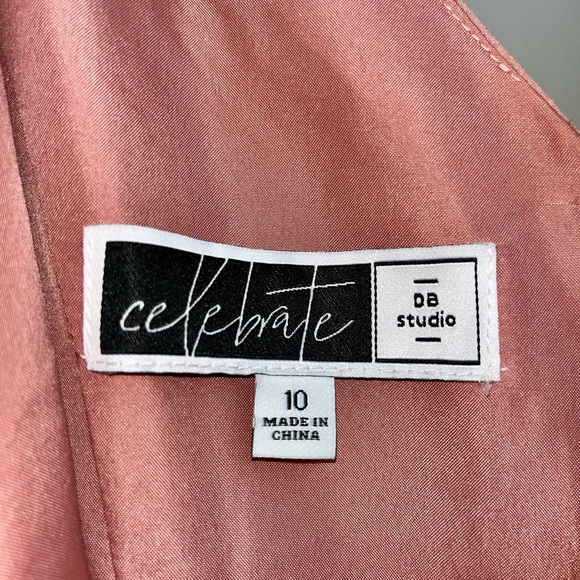 celebrate
DB
studio
10
MADE IN
CHINA